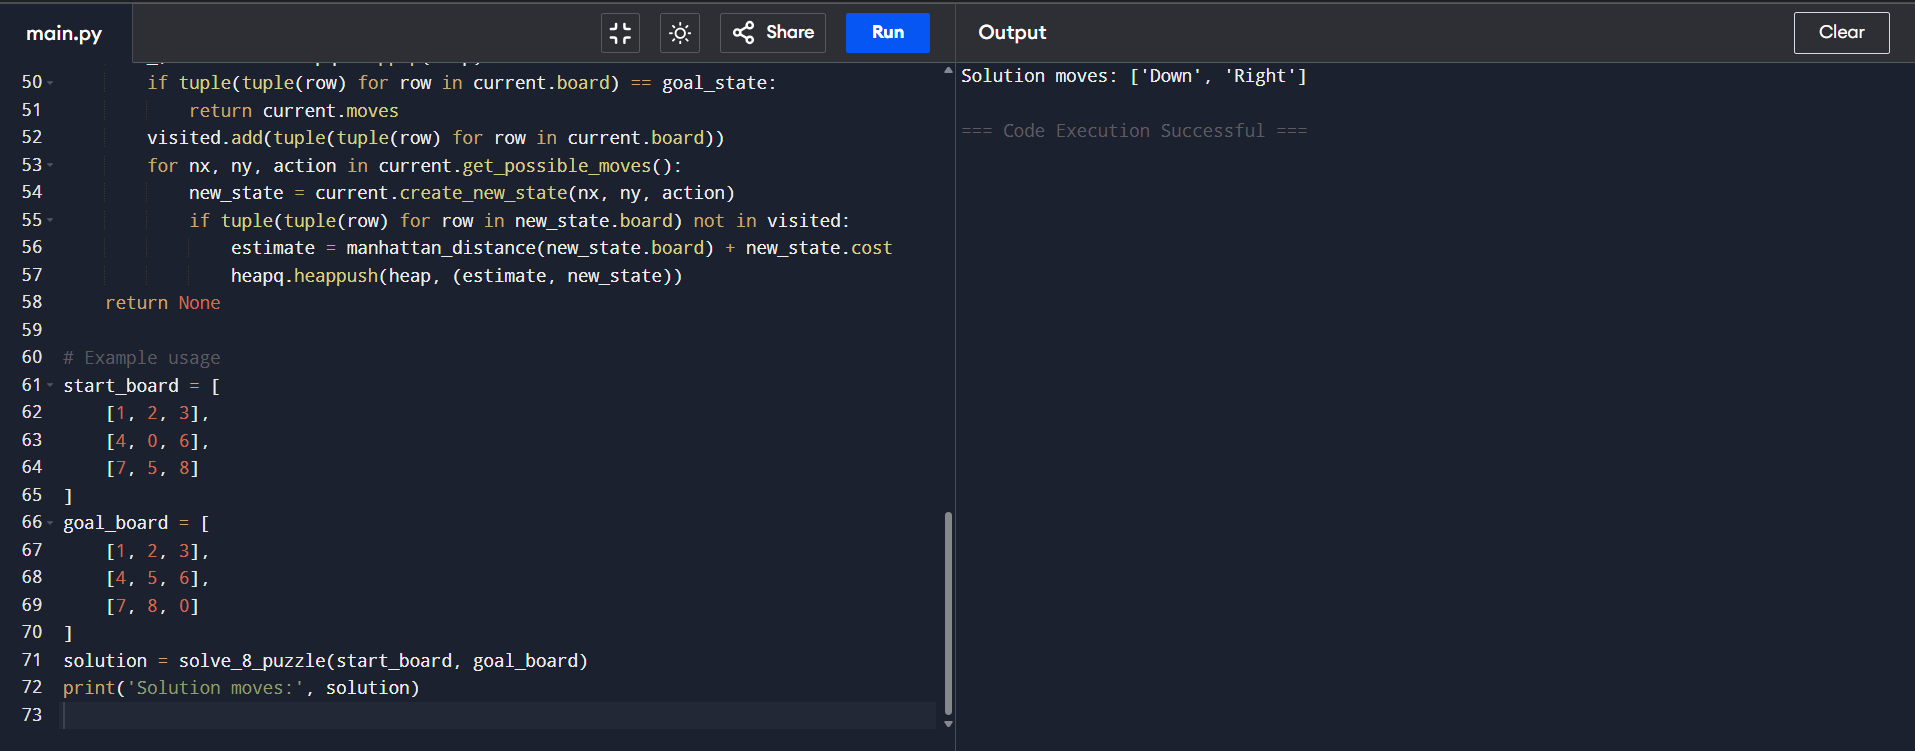 main.py
Share
Run
Output
Clear
50 if tuple(tuple(row) for row in current.board) == goal_state:
51 return current.moves
52 visited.add(tuple(tuple(row) for row in current.board))
53 for nx, ny, action in current.get_possible_moves():
54 new_state = current.create_new_state(nx, ny, action)
55 if tuple(tuple(row) for row in new_state.board) not in visited:
56 estimate = manhattan_distance(new_state.board) + new_state.cost
57 heapq.heappush(heap, (estimate, new_state))
58 return None
59
60 # Example usage
61 start_board = [
62 [1, 2, 3],
63 [4, 0, 6],
64 [7, 5, 8]
65 ]
66 goal_board = [
67 [1, 2, 3],
68 [4, 5, 6],
69 [7, 8, 0]
70 ]
71 solution = solve_8_puzzle(start_board, goal_board)
72 print('Solution moves:', solution)
73
Solution moves: ['Down', 'Right']
=== Code Execution Successful ===